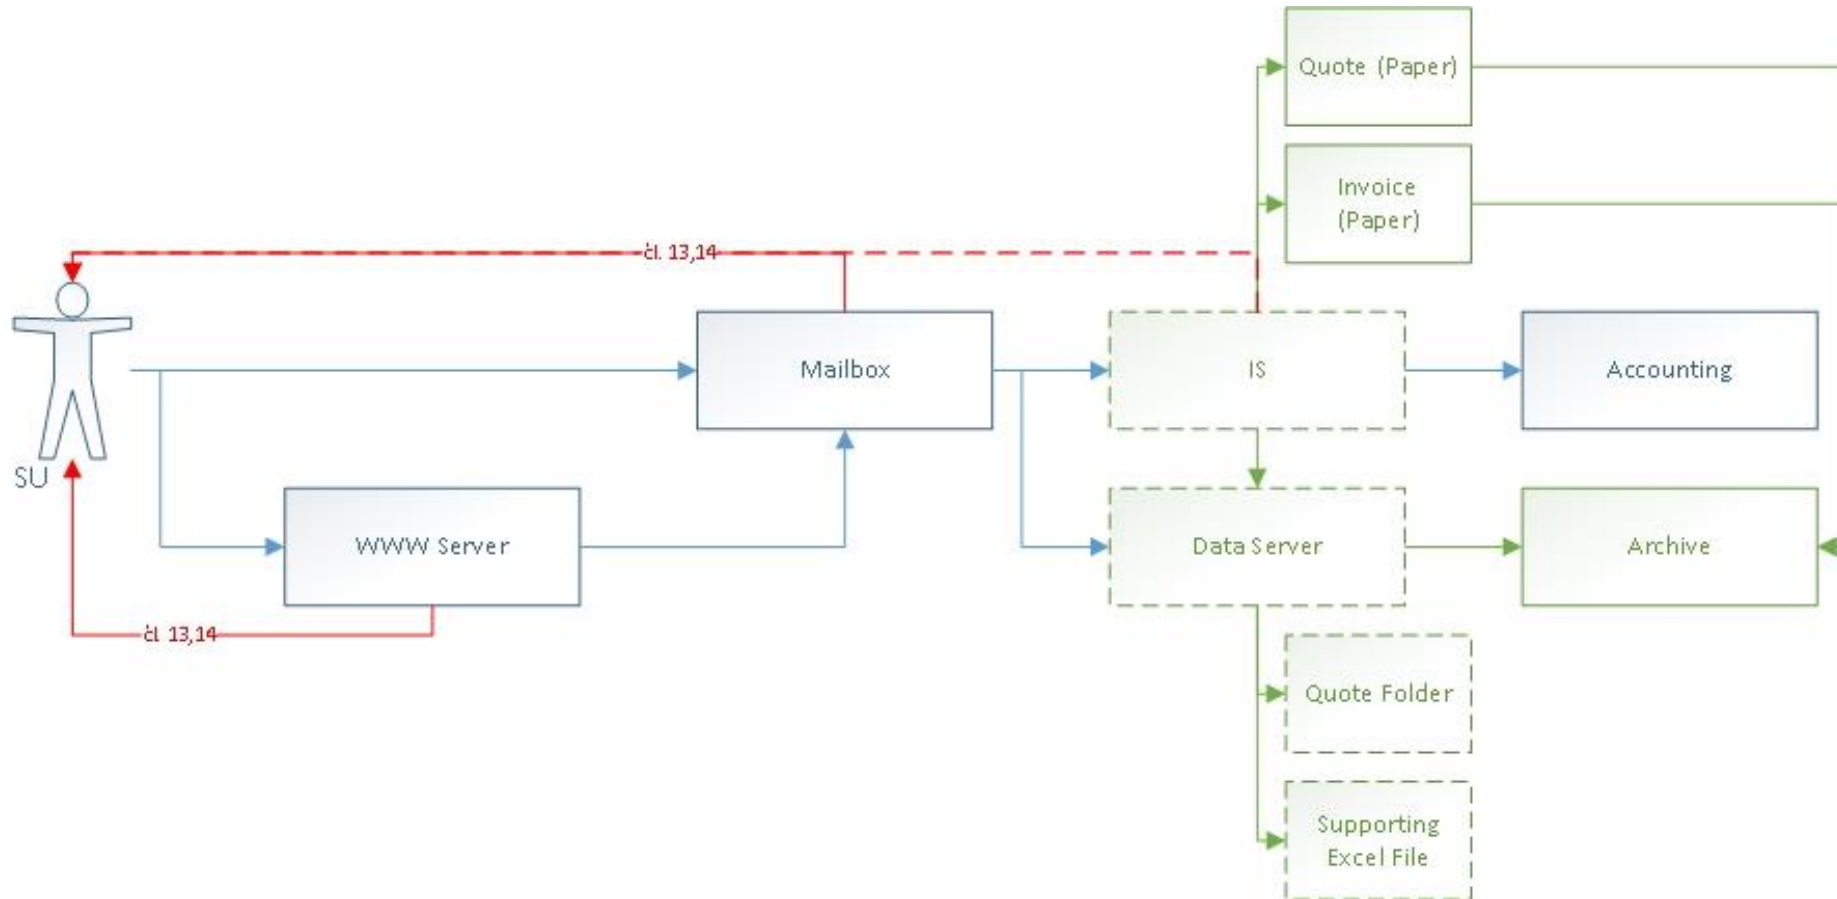 Quote (Paper)
Invoice
(Paper)
čl. 13,14
Mailbox
IS
Accounting
SU
WWW Server
Data Server
Archive
čl. 13,14
Quote Folder
Supporting
Excel File